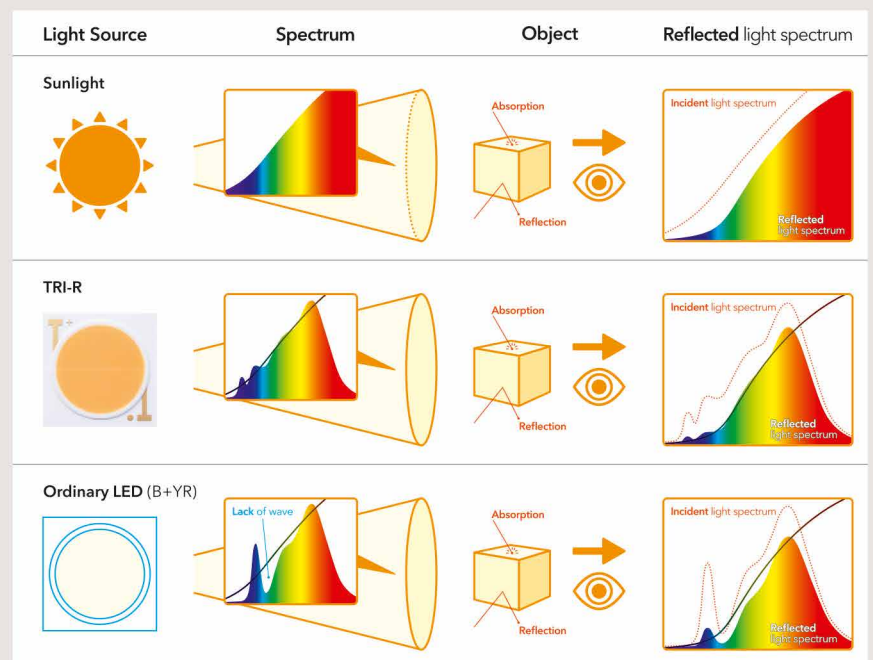 Light Source
Spectrum
Object
Reflected light spectrum
Sunlight
Absorption
Reflection
Incident light spectrum
Reflected
light spectrum
TRI-R
Absorption
Reflection
Incident light spectrum
Reflected
light spectrum
Ordinary LED (B+YR)
Lack of wave
Absorption
Reflection
Incident light spectrum
Reflected
light spectrum